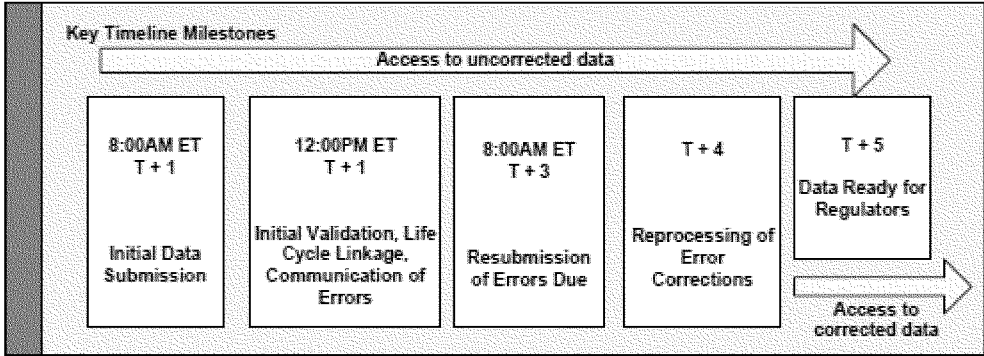 Key Timeline Milestones
Access to uncorrected data
8:00AM ET
T + 1
Initial Data
Submission
12:00PM ET
T + 1
Initial Validation, Life
Cycle Linkage,
Communication of
Errors
8:00AM ET
T + 3
Resubmission
of Errors Due
T + 4
Reprocessing of
Error
Corrections
T + 5
Data Ready for
Regulators
Access to
corrected data